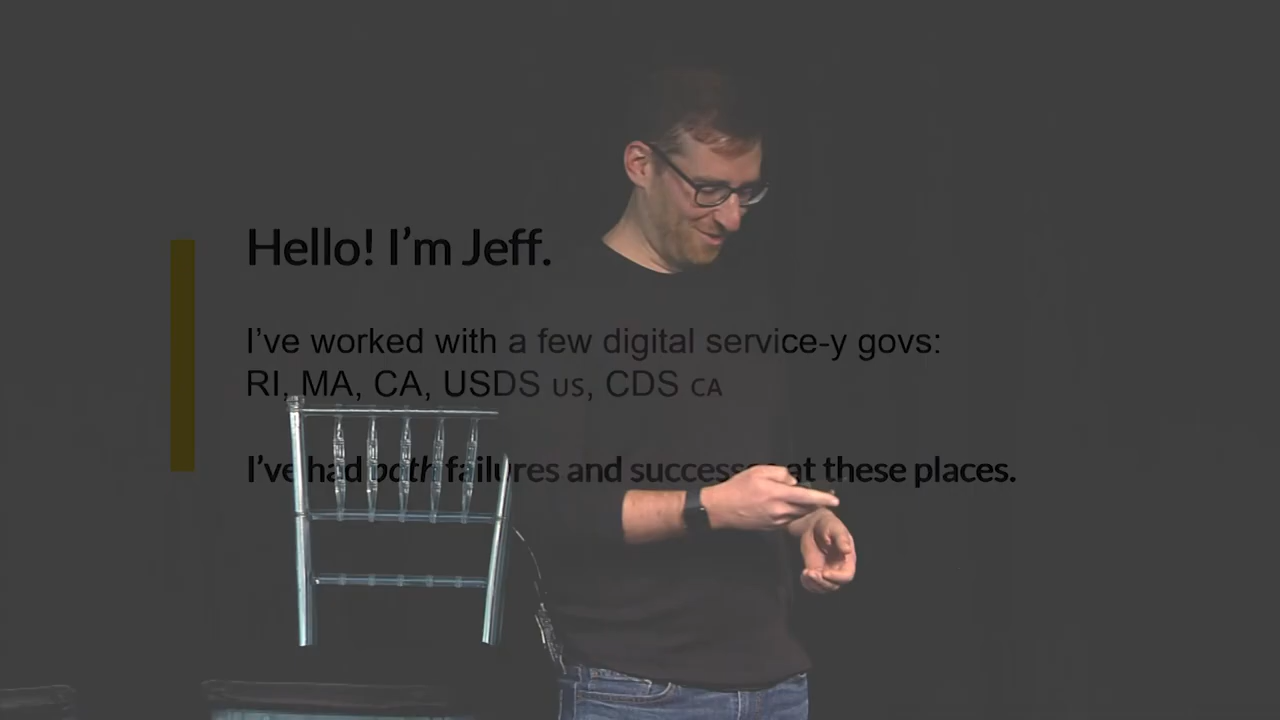 Hello! I’m Jeff.
I’ve worked with a few digital service-y govs:
RI, MA, CA, USDS US, CDS CA
I’ve had both failures and successes at these places.